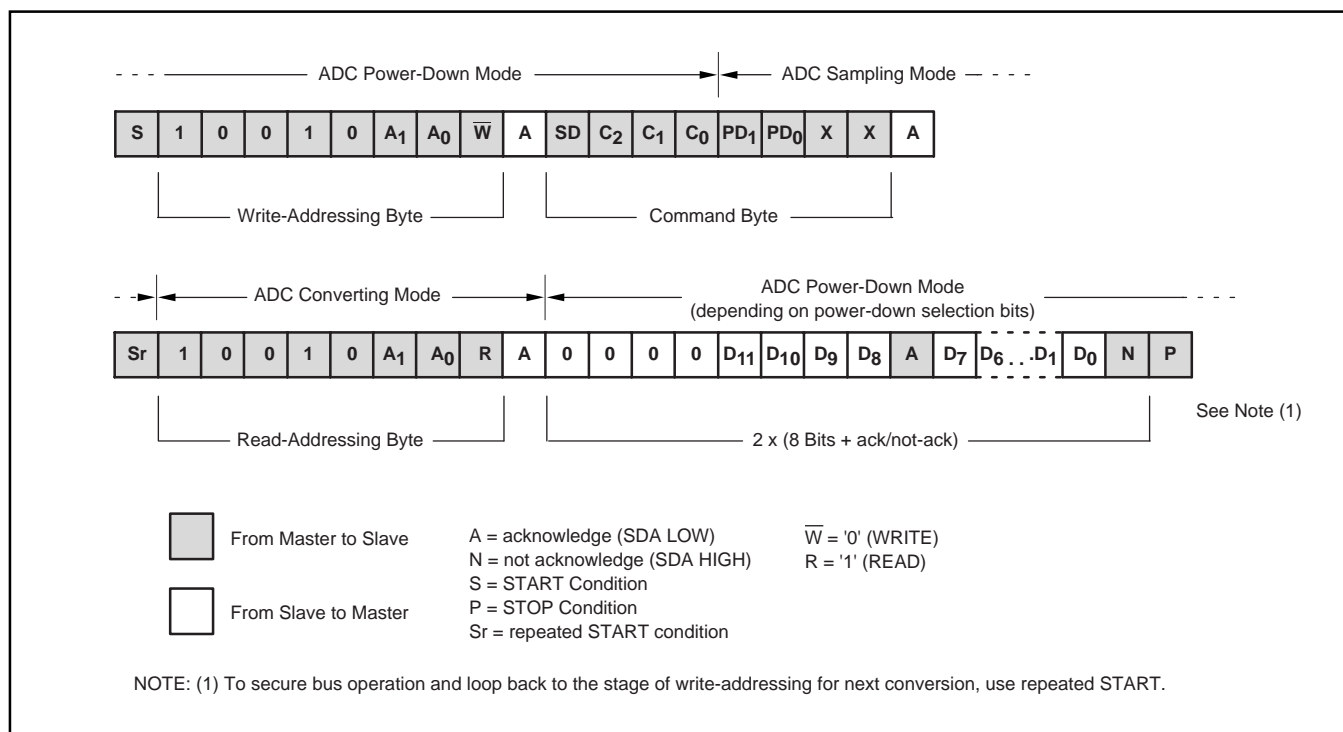 ADC Power-Down Mode ADC Sampling Mode
S 1 0 0 1 0 A1 A0 W̅ A SD C2 C1 C0 PD1 PD0 X X A
Write-Addressing Byte Command Byte
ADC Converting Mode ADC Power-Down Mode
(depending on power-down selection bits)
Sr 1 0 0 1 0 A1 A0 R A 0 0 0 0 D11 D10 D9 D8 A D7 D6 . . .D1 D0 N P
See Note (1)
Read-Addressing Byte 2 x (8 Bits + ack/not-ack)
From Master to Slave
From Slave to Master
A = acknowledge (SDA LOW)
N = not acknowledge (SDA HIGH)
S = START Condition
P = STOP Condition
Sr = repeated START condition
W̅ = '0' (WRITE)
R = '1' (READ)
NOTE: (1) To secure bus operation and loop back to the stage of write-addressing for next conversion, use repeated START.